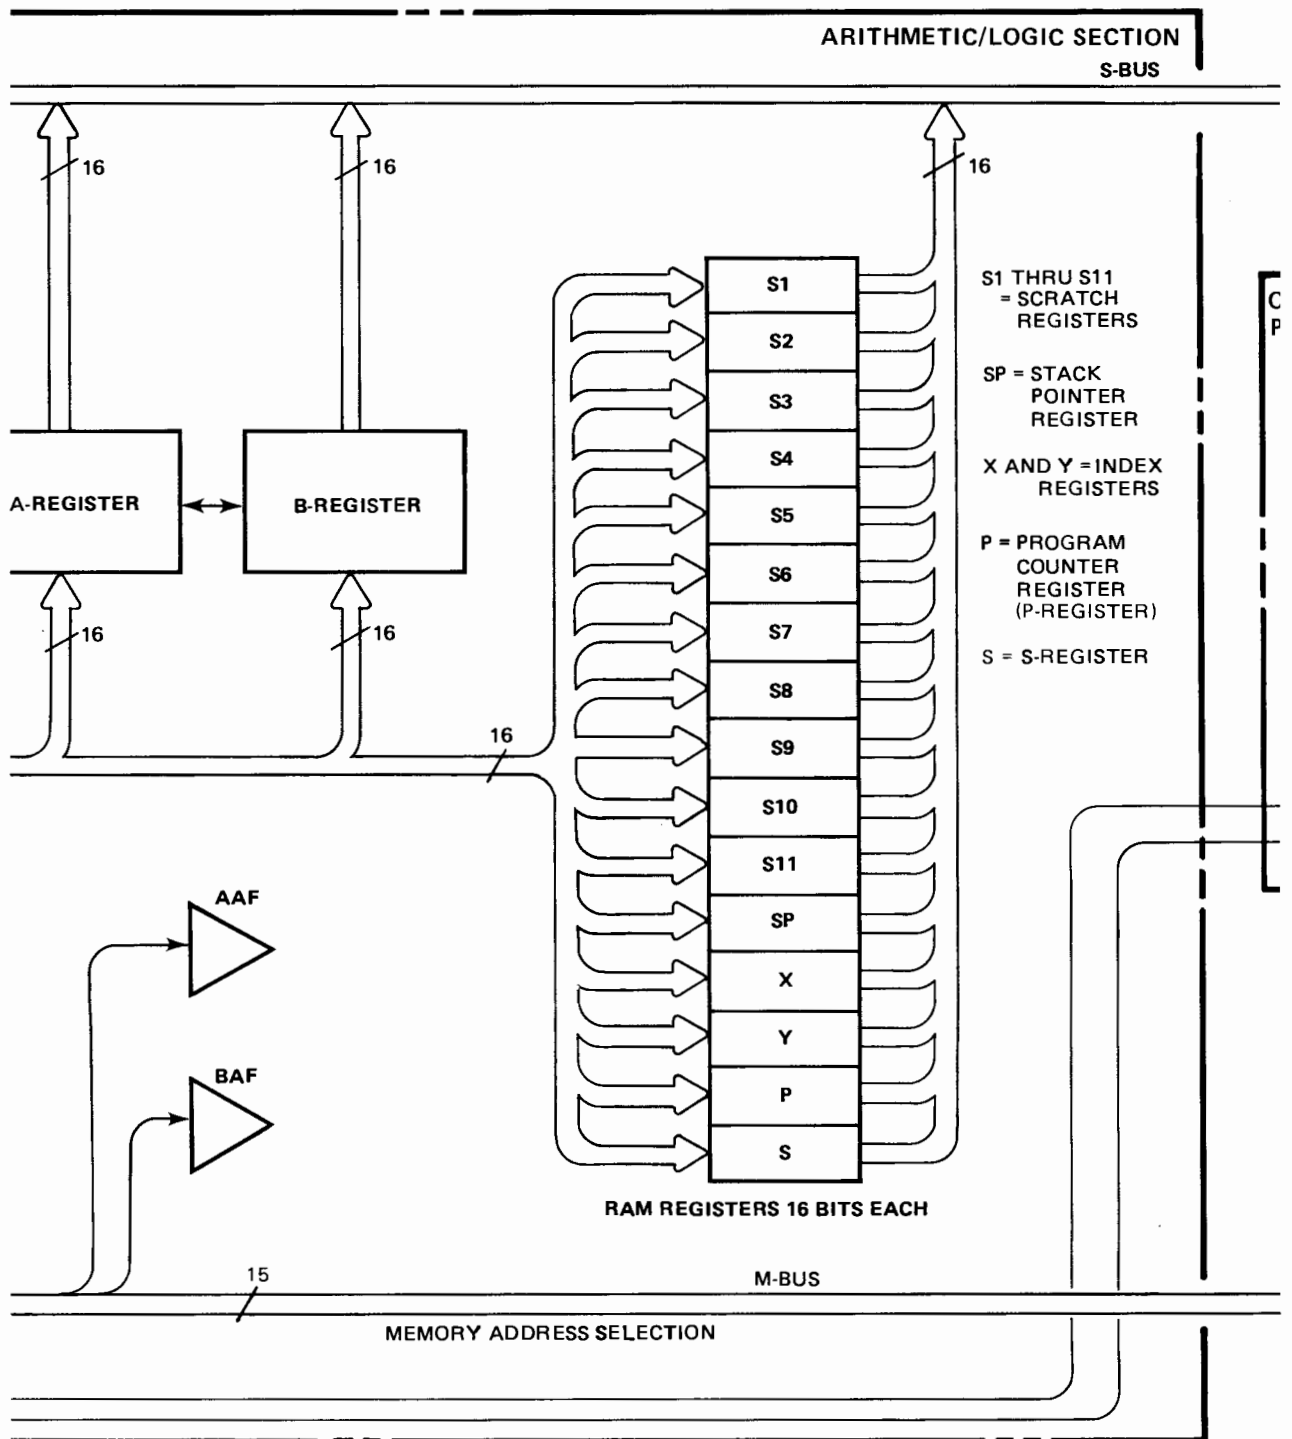 ARITHMETIC/LOGIC SECTION
S-BUS
16
16
16
S1
S2
S3
S4
S5
S6
S7
S8
S9
S10
S11
SP
X
Y
P
S
RAM REGISTERS 16 BITS EACH
S1 THRU S11
= SCRATCH
REGISTERS
SP = STACK
POINTER
REGISTER
X AND Y = INDEX
REGISTERS
P = PROGRAM
COUNTER
REGISTER
(P-REGISTER)
S = S-REGISTER
A-REGISTER
B-REGISTER
16
16
16
AAF
BAF
15
M-BUS
MEMORY ADDRESS SELECTION